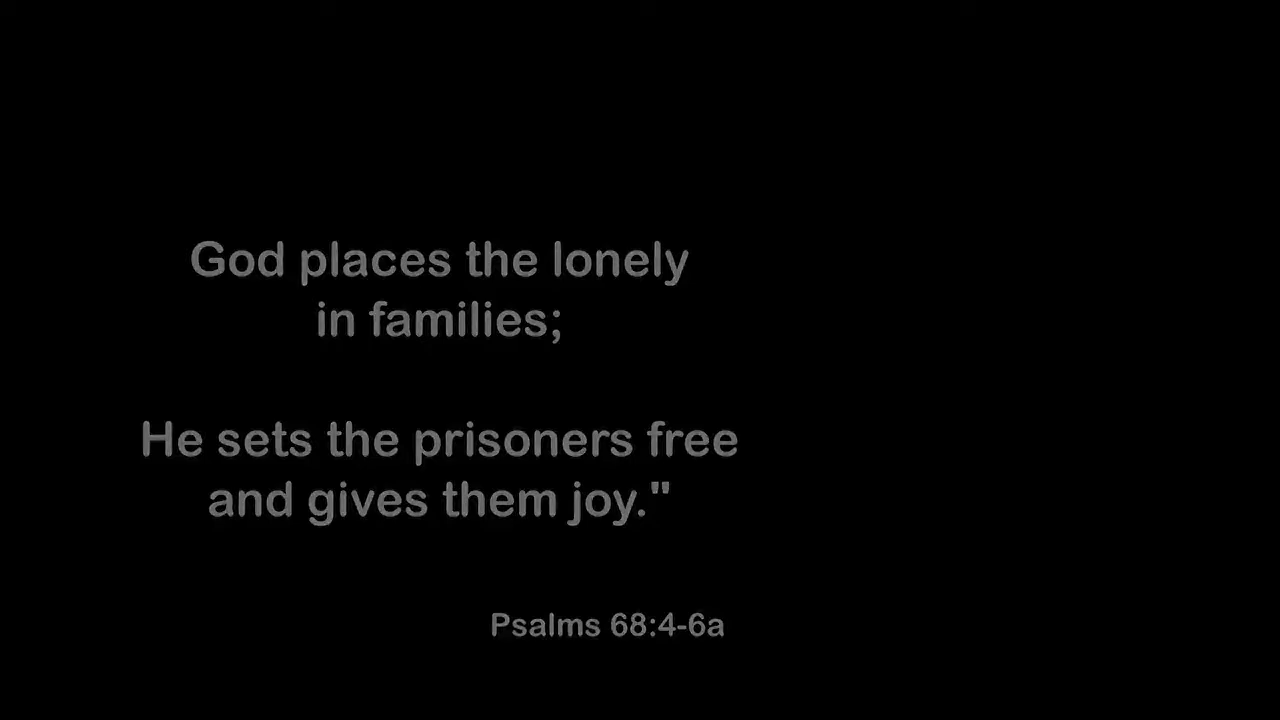 God places the lonely
in families;
He sets the prisoners free
and gives them joy."
Psalms 68:4-6a